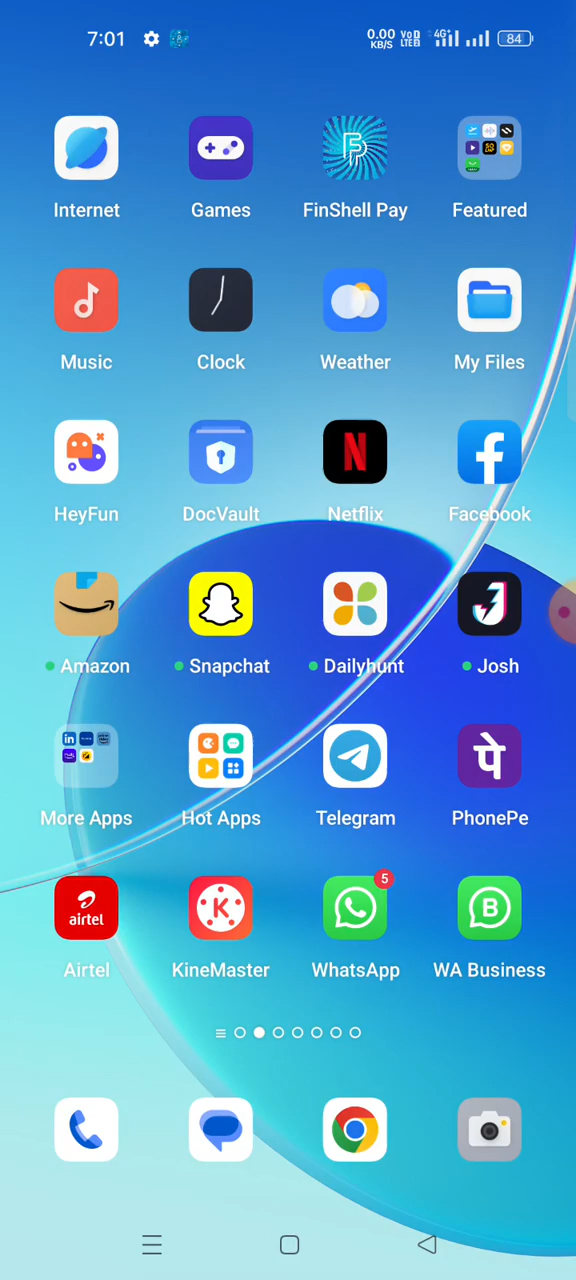 7:01 0.00 KB/S VoD LTE2 4G+ 84
Internet Games FinShell Pay Featured
Music Clock Weather My Files
HeyFun DocVault Netflix Facebook
Amazon Snapchat Dailyhunt Josh
More Apps Hot Apps Telegram PhonePe
पे
airtel
5
Airtel KineMaster WhatsApp WA Business